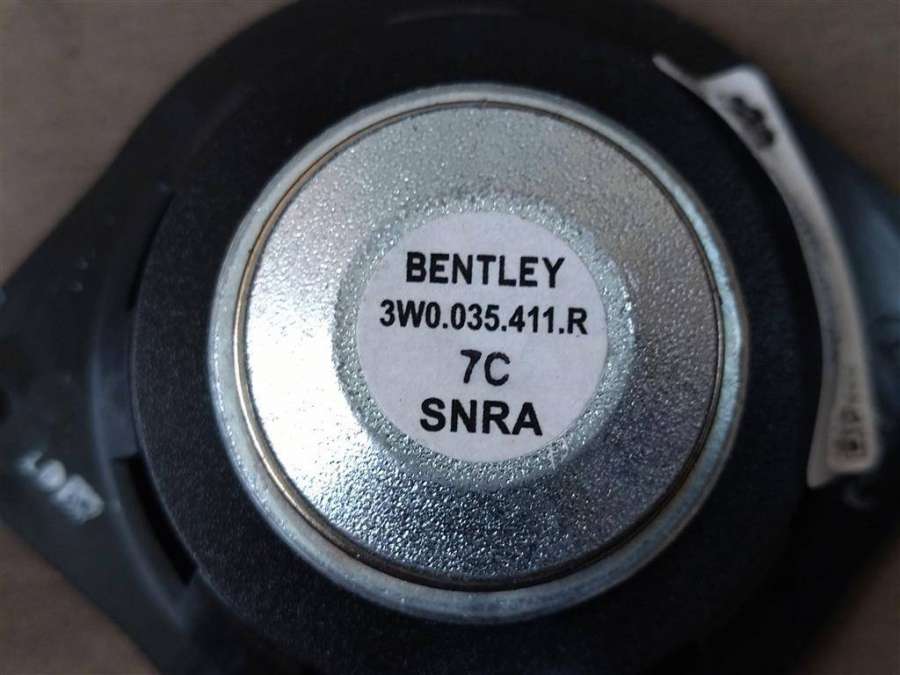 BENTLEY
3W0.035.411.R
7C
SNRA